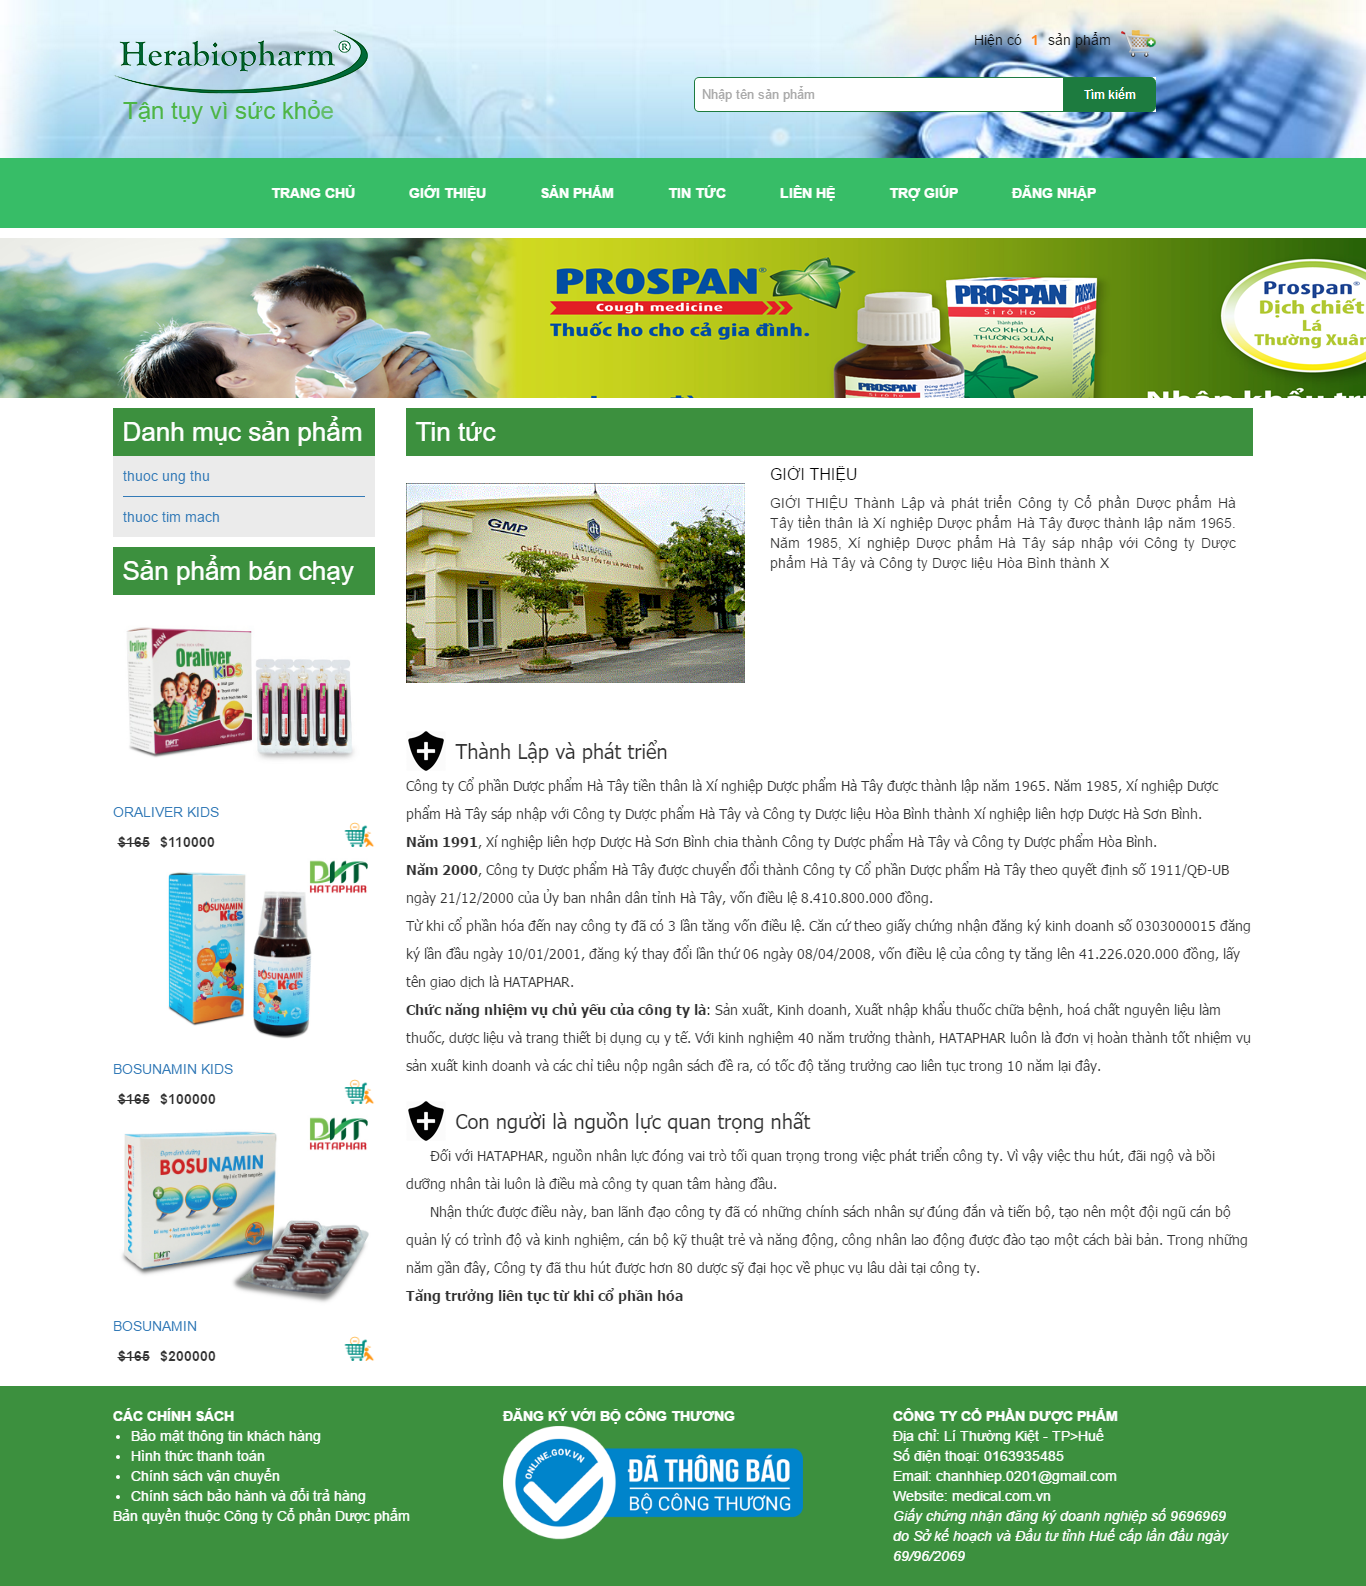 Herabiopharm®
Tận tụy vì sức khỏe
Hiện có 1 sản phẩm
Nhập tên sản phẩm
Tìm kiếm
TRANG CHỦ GIỚI THIỆU SẢN PHẨM TIN TỨC LIÊN HỆ TRỢ GIÚP ĐĂNG NHẬP
PROSPAN®
Cough medicine
Thuốc ho cho cả gia đình.
PROSPAN
Si rô Ho
CAO KHÔ LÁ
THƯỜNG XUÂN
PROSPAN
Si rô ho
Prospan®
Dịch chiết
Lá
Thường Xuân
Danh mục sản phẩm
thuoc ung thu
thuoc tim mach
Sản phẩm bán chạy
NEW
Oraliver
KiDS
DHT
ORALIVER KIDS
$165 $110000
DHT
HATAPHAR
BOSUNAMIN
Kids
BOSUNAMIN
Kids
BOSUNAMIN KIDS
$165 $100000
DHT
HATAPHAR
BOSUNAMIN
BOSUNAMIN
DHT
BOSUNAMIN
$165 $200000
Tin tức
GMP
HATAPHAR
CHẤT LƯỢNG LÀ SỰ TỒN TẠI VÀ PHÁT TRIỂN
GIỚI THIỆU
GIỚI THIỆU Thành Lập và phát triển Công ty Cổ phần Dược phẩm Hà
Tây tiền thân là Xí nghiệp Dược phẩm Hà Tây được thành lập năm 1965.
Năm 1985, Xí nghiệp Dược phẩm Hà Tây sáp nhập với Công ty Dược
phẩm Hà Tây và Công ty Dược liệu Hòa Bình thành X
Thành Lập và phát triển
Công ty Cổ phần Dược phẩm Hà Tây tiền thân là Xí nghiệp Dược phẩm Hà Tây được thành lập năm 1965. Năm 1985, Xí nghiệp Dược
phẩm Hà Tây sáp nhập với Công ty Dược phẩm Hà Tây và Công ty Dược liệu Hòa Bình thành Xí nghiệp liên hợp Dược Hà Sơn Bình.
Năm 1991, Xí nghiệp liên hợp Dược Hà Sơn Bình chia thành Công ty Dược phẩm Hà Tây và Công ty Dược phẩm Hòa Bình.
Năm 2000, Công ty Dược phẩm Hà Tây được chuyển đổi thành Công ty Cổ phần Dược phẩm Hà Tây theo quyết định số 1911/QĐ-UB
ngày 21/12/2000 của Ủy ban nhân dân tỉnh Hà Tây, vốn điều lệ 8.410.800.000 đồng.
Từ khi cổ phần hóa đến nay công ty đã có 3 lần tăng vốn điều lệ. Căn cứ theo giấy chứng nhận đăng ký kinh doanh số 0303000015 đăng
ký lần đầu ngày 10/01/2001, đăng ký thay đổi lần thứ 06 ngày 08/04/2008, vốn điều lệ của công ty tăng lên 41.226.020.000 đồng, lấy
tên giao dịch là HATAPHAR.
Chức năng nhiệm vụ chủ yếu của công ty là: Sản xuất, Kinh doanh, Xuất nhập khẩu thuốc chữa bệnh, hoá chất nguyên liệu làm
thuốc, dược liệu và trang thiết bị dụng cụ y tế. Với kinh nghiệm 40 năm trưởng thành, HATAPHAR luôn là đơn vị hoàn thành tốt nhiệm vụ
sản xuất kinh doanh và các chỉ tiêu nộp ngân sách đề ra, có tốc độ tăng trưởng cao liên tục trong 10 năm lại đây.
Con người là nguồn lực quan trọng nhất
Đối với HATAPHAR, nguồn nhân lực đóng vai trò tối quan trọng trong việc phát triển công ty. Vì vậy việc thu hút, đãi ngộ và bồi
dưỡng nhân tài luôn là điều mà công ty quan tâm hàng đầu.
Nhận thức được điều này, ban lãnh đạo công ty đã có những chính sách nhân sự đúng đắn và tiến bộ, tạo nên một đội ngũ cán bộ
quản lý có trình độ và kinh nghiệm, cán bộ kỹ thuật trẻ và năng động, công nhân lao động được đào tạo một cách bài bản. Trong những
năm gần đây, Công ty đã thu hút được hơn 80 dược sỹ đại học về phục vụ lâu dài tại công ty.
Tăng trưởng liên tục từ khi cổ phần hóa
CÁC CHÍNH SÁCH
Bảo mật thông tin khách hàng
Hình thức thanh toán
Chính sách vận chuyển
Chính sách bảo hành và đổi trả hàng
Bản quyền thuộc Công ty Cổ phần Dược phẩm
ĐĂNG KÝ VỚI BỘ CÔNG THƯƠNG
ONLINE.GOV.VN
ĐÃ THÔNG BÁO
BỘ CÔNG THƯƠNG
CÔNG TY CỔ PHẦN DƯỢC PHẨM
Địa chỉ: Lí Thường Kiệt - TP>Huế
Số điện thoại: 0163935485
Email: chanhhiep.0201@gmail.com
Website: medical.com.vn
Giấy chứng nhận đăng ký doanh nghiệp số 9696969
do Sở kế hoạch và Đầu tư tỉnh Huế cấp lần đầu ngày
69/96/2069